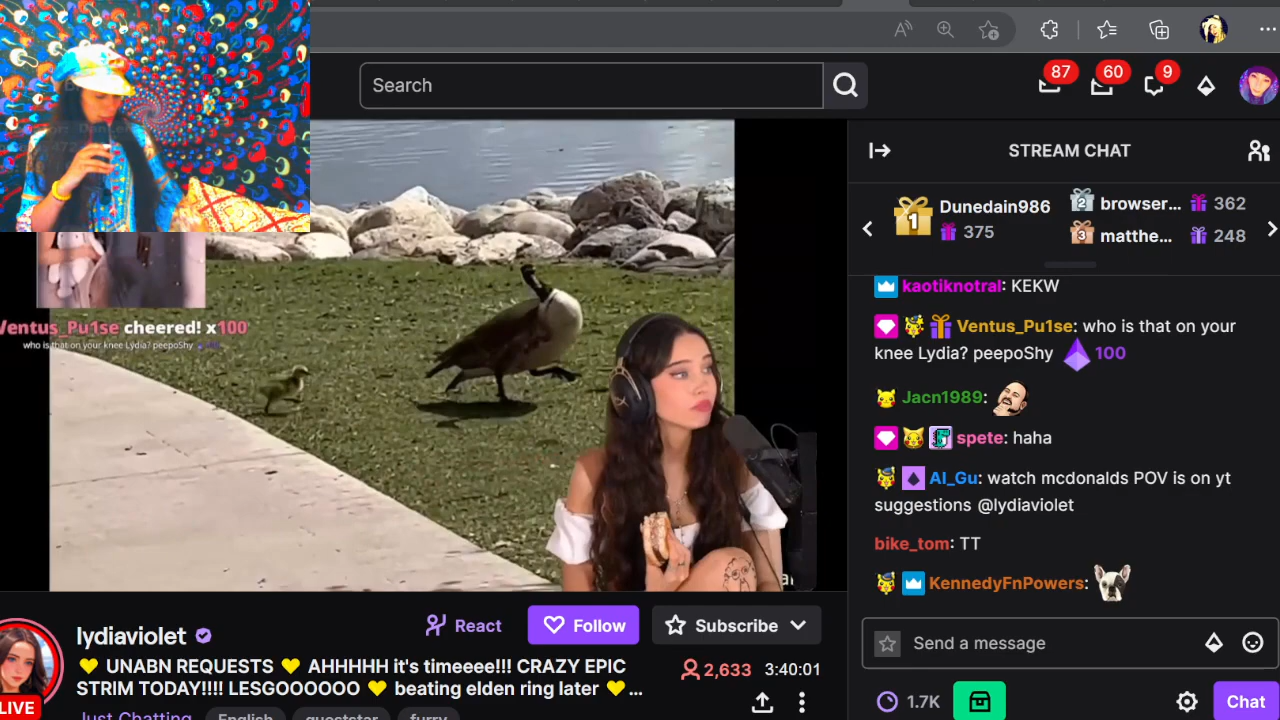 Search
87
60
9
Ventus_Pu1se cheered! x100
who is that on your knee Lydia? peepoShy
STREAM CHAT
1
Dunedain986
375
2 browser... 362
3 matthe... 248
kaotiknotral: KEKW
Ventus_Pu1se: who is that on your
knee Lydia? peepoShy 100
Jacn1989:
spete: haha
Al_Gu: watch mcdonalds POV is on yt
suggestions @lydiaviolet
bike_tom: TT
KennedyFnPowers:
Send a message
1.7K
Chat
lydiaviolet
React
Follow
Subscribe
UNABN REQUESTS AHHHHH it's timeeee!!! CRAZY EPIC
STRIM TODAY!!!! LESGOOOOOO beating elden ring later ...
2,633 3:40:01
LIVE
Just Chatting English gueststar furry